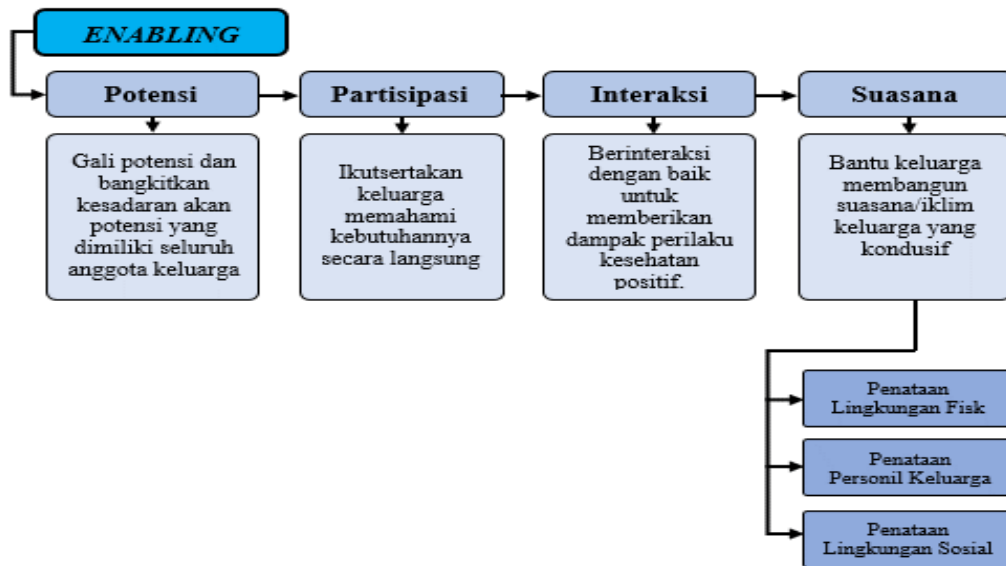 ENABLING
Potensi
Partisipasi
Interaksi
Suasana
Gali potensi dan
bangkitkan
kesadaran akan
potensi yang
dimiliki seluruh
anggota keluarga
Ikutsertakan
keluarga
memahami
kebutuhannya
secara langsung
Berinteraksi
dengan baik
untuk
memberikan
dampak perilaku
kesehatan
positif.
Bantu keluarga
membangun
suasana/iklim
keluarga yang
kondusif
Penataan
Lingkungan Fisk
Penataan
Personil Keluarga
Penataan
Lingkungan Sosial